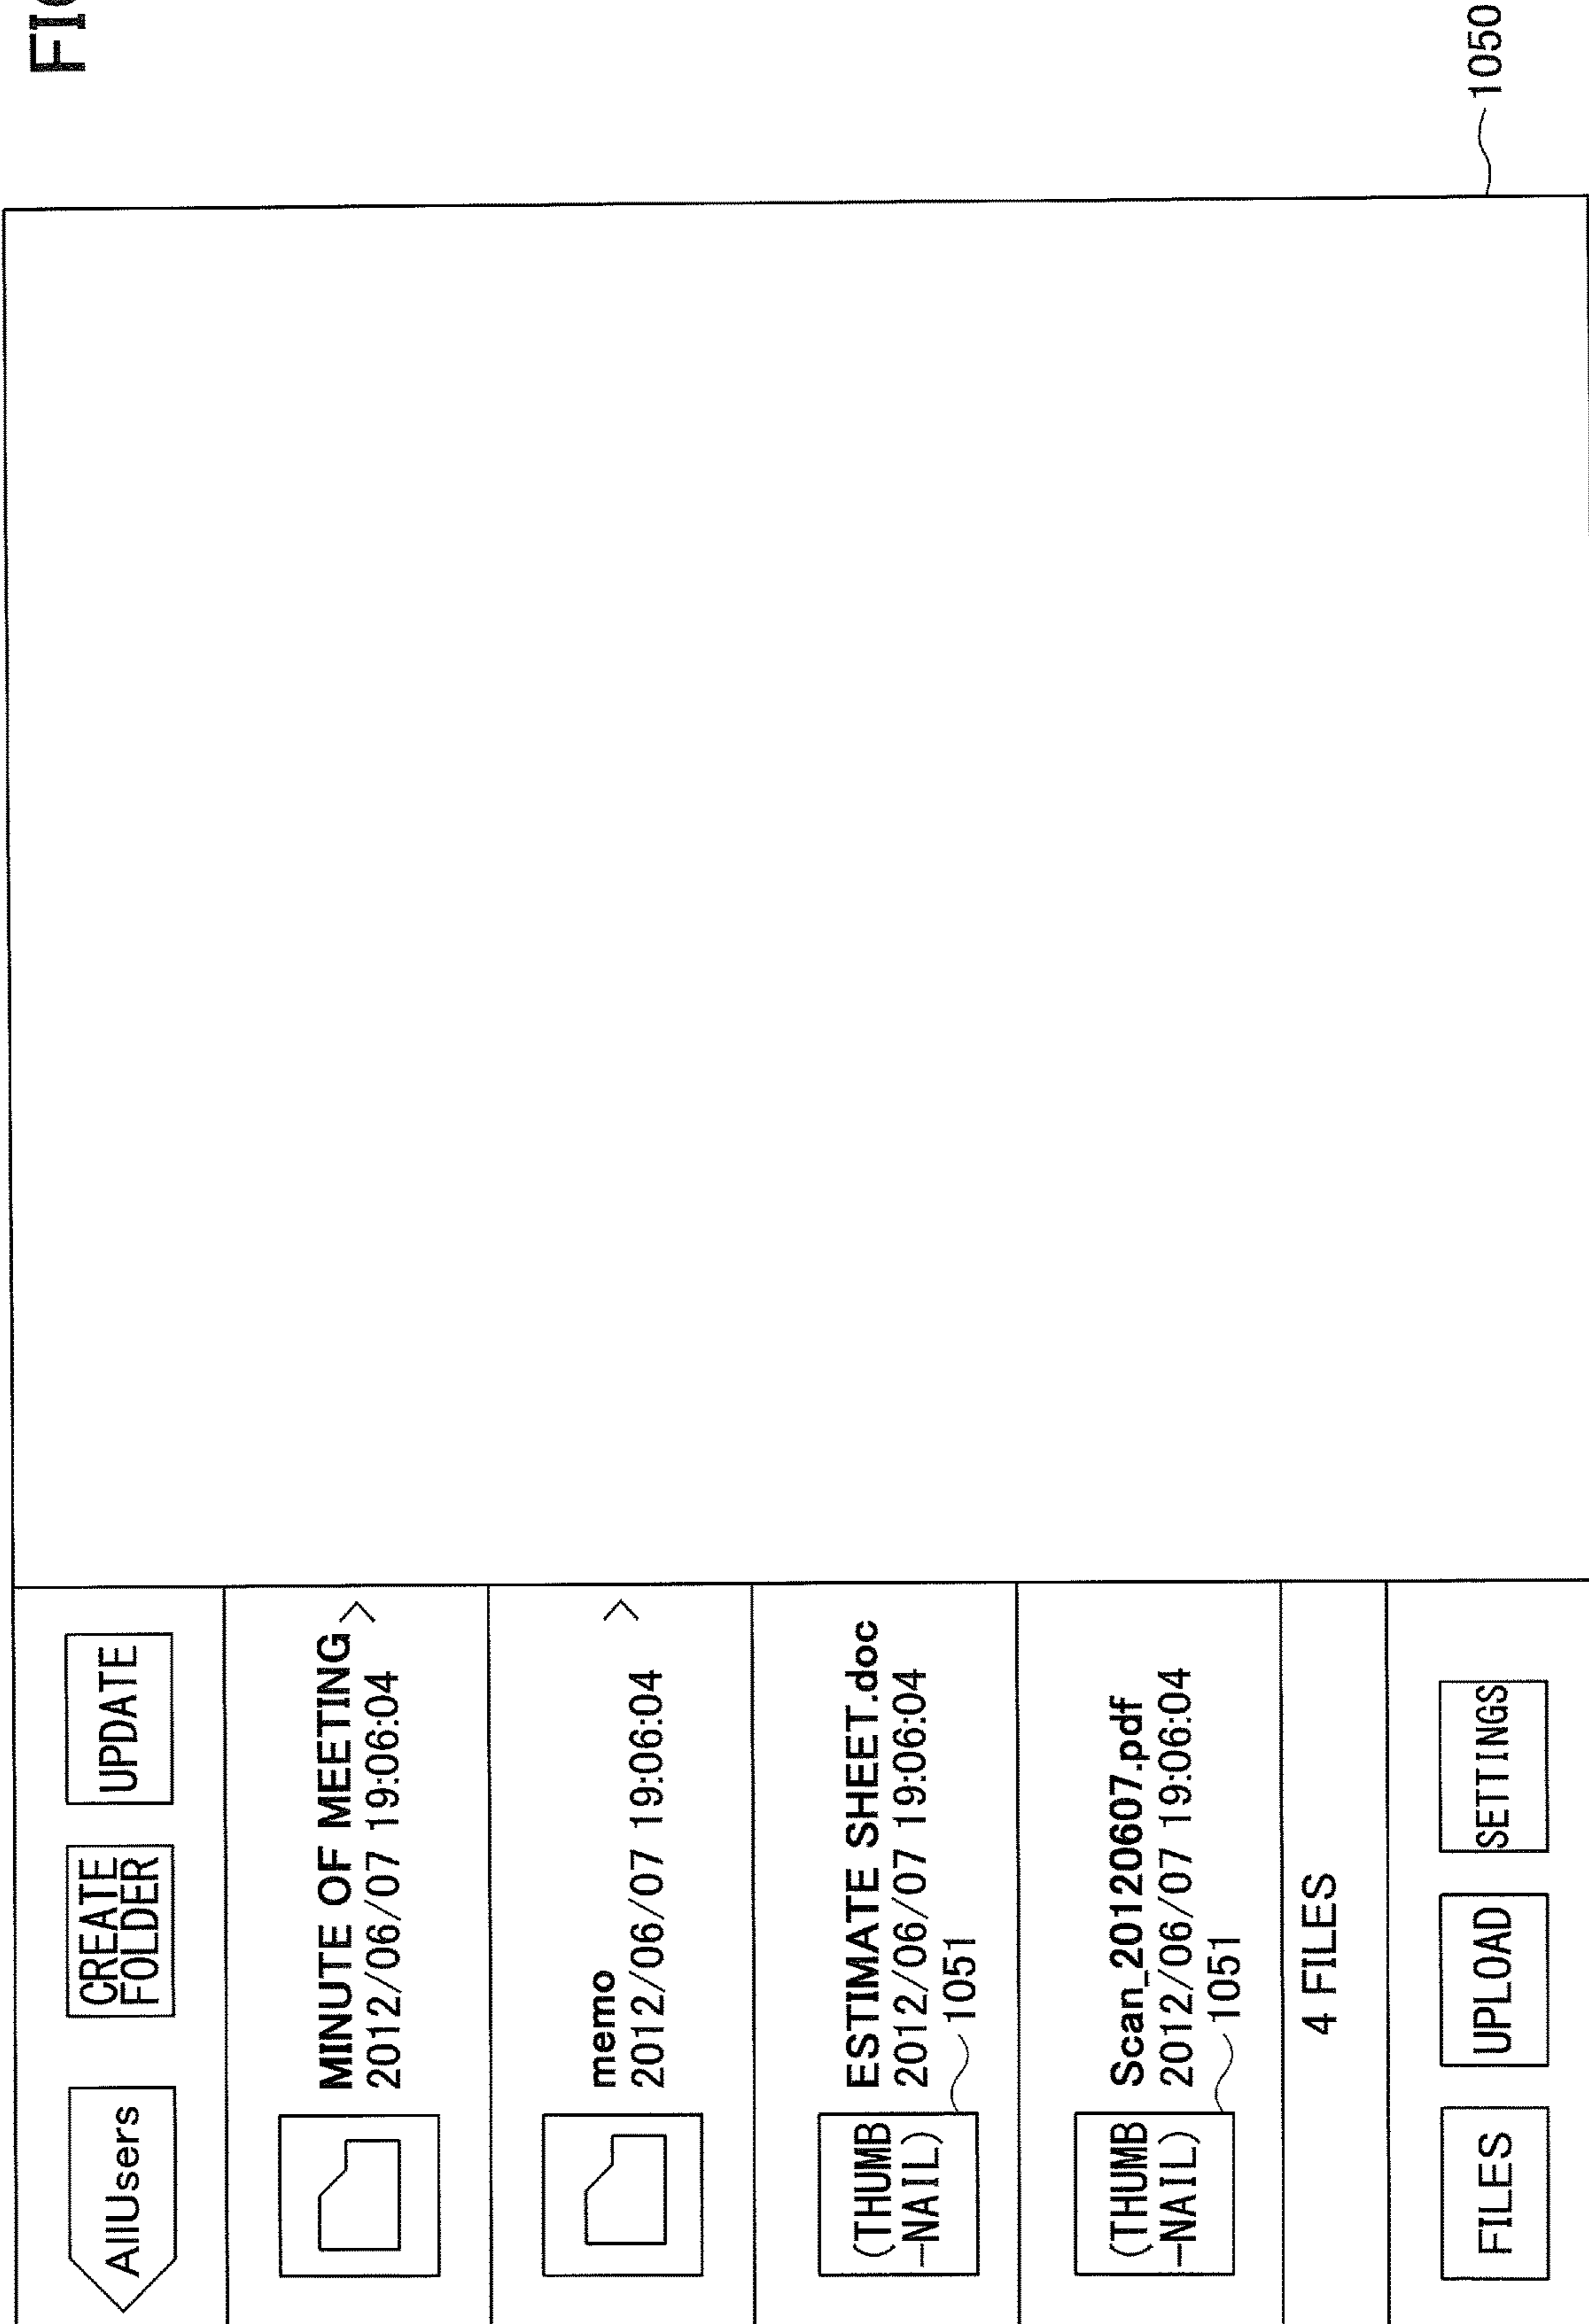 FIG
AllUsers
CREATE
FOLDER
UPDATE
MINUTE OF MEETING >
2012/06/07 19:06:04
memo >
2012/06/07 19:06:04
(THUMB
-NAIL)
ESTIMATE SHEET.doc
2012/06/07 19:06:04
1051
(THUMB
-NAIL)
Scan_20120607.pdf
2012/06/07 19:06:04
1051
4 FILES
FILES
UPLOAD
SETTINGS
1050